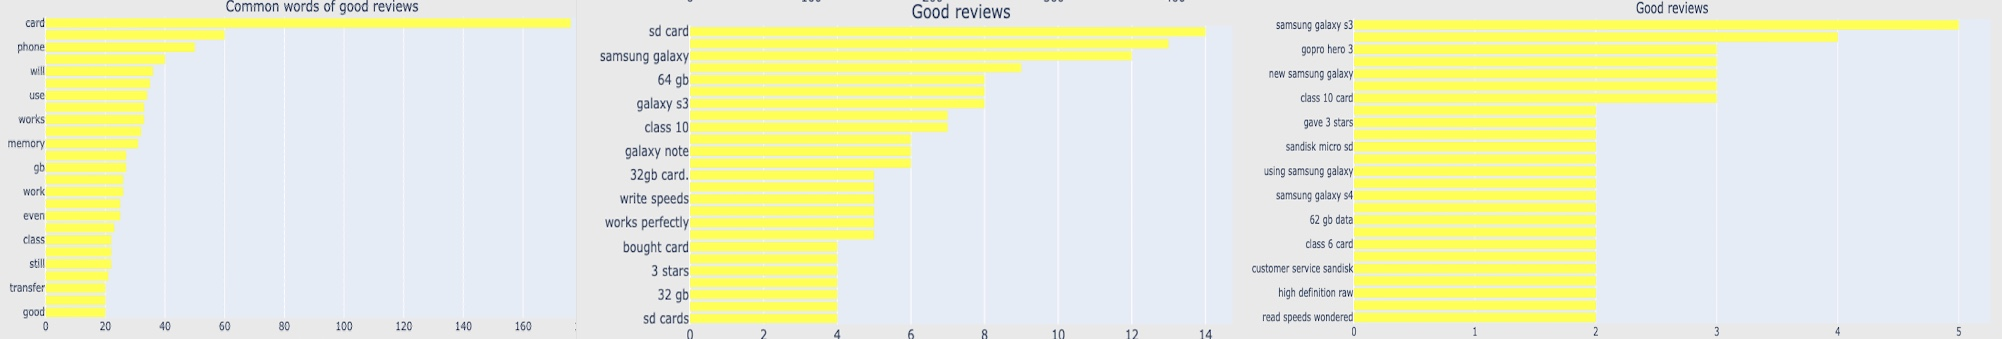 Common words of good reviews
card
phone
will
use
works
memory
gb
work
even
class
still
transfer
good
0 20 40 60 80 100 120 140 160
Good reviews
sd card
samsung galaxy
64 gb
galaxy s3
class 10
galaxy note
32gb card.
write speeds
works perfectly
bought card
3 stars
32 gb
sd cards
0 2 4 6 8 10 12 14
Good reviews
samsung galaxy s3
gopro hero 3
new samsung galaxy
class 10 card
gave 3 stars
sandisk micro sd
using samsung galaxy
samsung galaxy s4
62 gb data
class 6 card
customer service sandisk
high definition raw
read speeds wondered
0 1 2 3 4 5